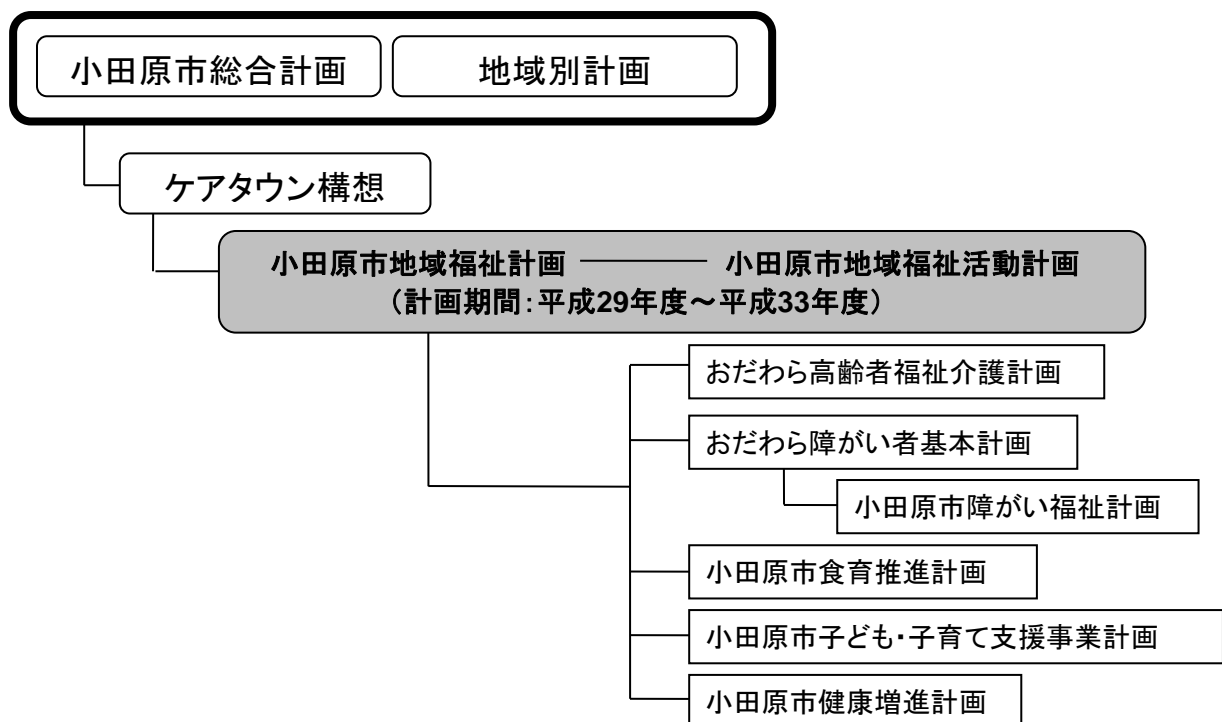 小田原市総合計画 地域別計画
ケアタウン構想
小田原市地域福祉計画 小田原市地域福祉活動計画
（計画期間：平成29年度～平成33年度）
おだわら高齢者福祉介護計画
おだわら障がい者基本計画
小田原市障がい福祉計画
小田原市食育推進計画
小田原市子ども・子育て支援事業計画
小田原市健康増進計画